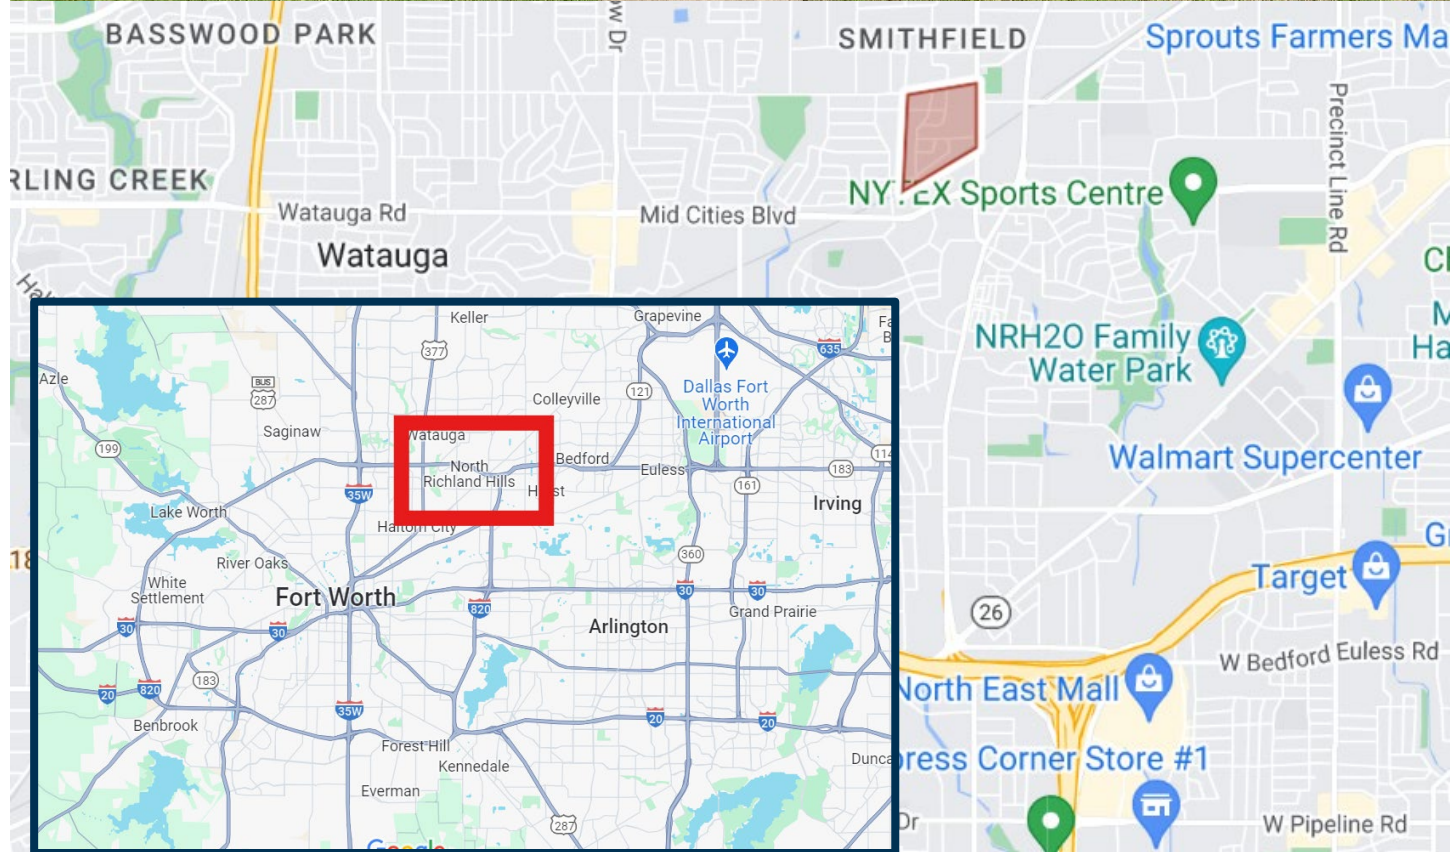 BASSWOOD PARK
SMITHFIELD
Sprouts Farmers Ma
Precinct Line Rd
RLING CREEK
Watauga Rd
Mid Cities Blvd
Watauga
Sports Centre
NRH2O Family
Water Park
Walmart Supercenter
Target
26
W Bedford Euless Rd
North East Mall
press Corner Store #1
W Pipeline Rd
Keller
Grapevine
377
635
Azle
BUS
287
Dallas Fort
Worth
International
Airport
121
Colleyville
Saginaw
Watauga
199
North
Richland Hills
Bedford
Euless
183
114
161
35W
Irving
Lake Worth
Haltom City
River Oaks
360
White
Settlement
Fort Worth
30
30
820
Grand Prairie
Arlington
30
30
183
20
820
35W
20
20
Benbrook
Forest Hill
Kennedale
Everman
287
Google